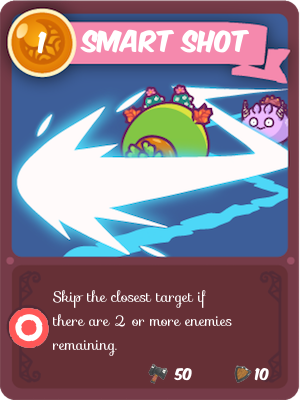 1 SMART SHOT
Skip the closest target if
there are 2 or more enemies
remaining.
50 10